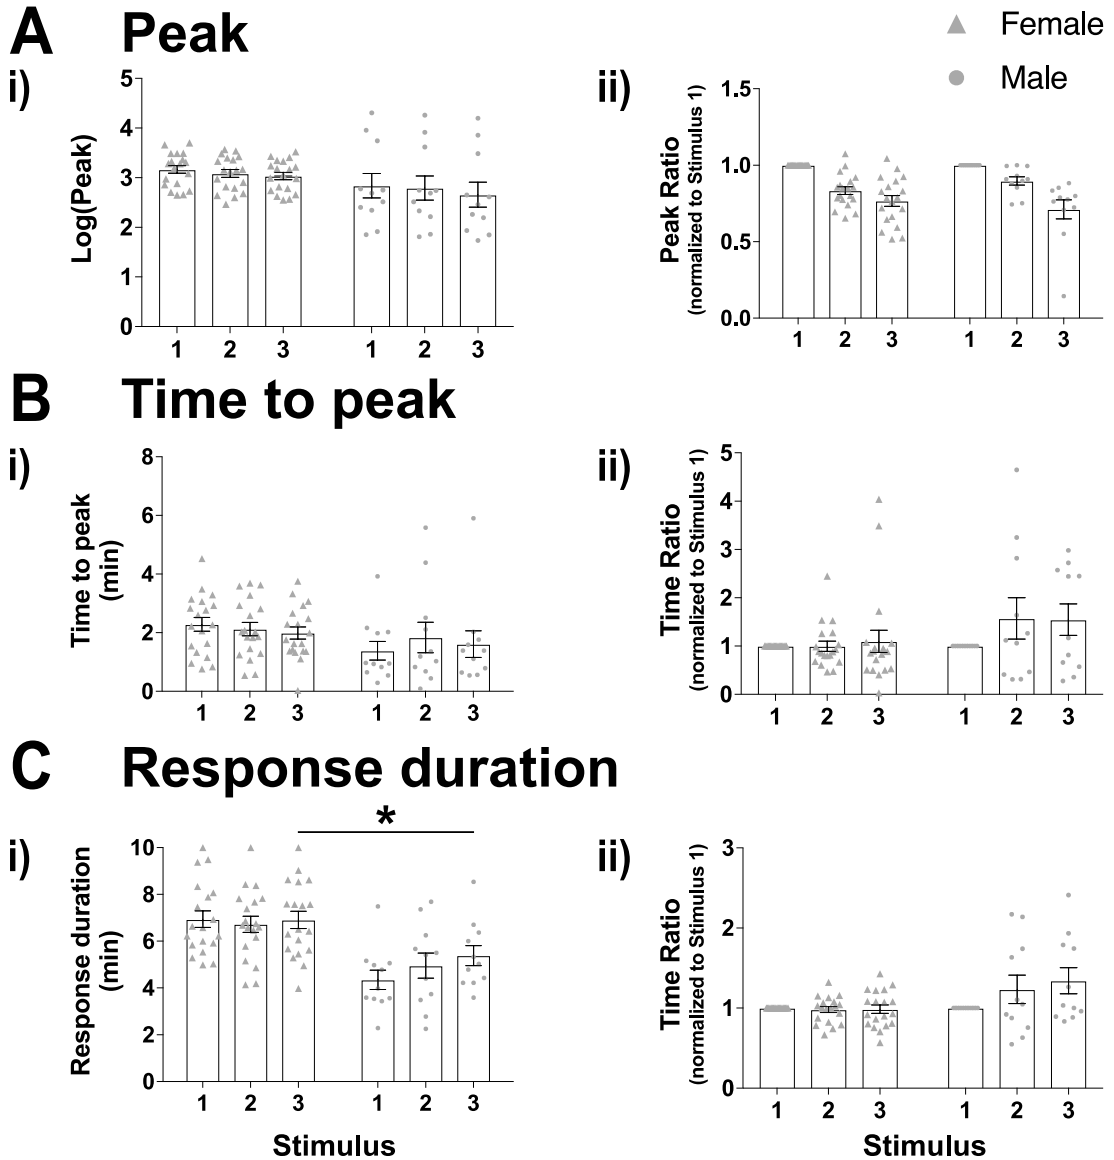 A Peak
Female
Male
i)
Log(Peak)
5
4
3
2
1
0
1 2 3 1 2 3
ii)
Peak Ratio
(normalized to Stimulus 1)
1.5
1.0
0.5
0.0
1 2 3 1 2 3
B Time to peak
i)
Time to peak
(min)
8
6
4
2
0
1 2 3 1 2 3
ii)
Time Ratio
(normalized to Stimulus 1)
5
4
3
2
1
0
1 2 3 1 2 3
C Response duration
i)
*
Response duration
(min)
10
8
6
4
2
0
1 2 3 1 2 3
Stimulus
ii)
Time Ratio
(normalized to Stimulus 1)
3
2
1
0
1 2 3 1 2 3
Stimulus